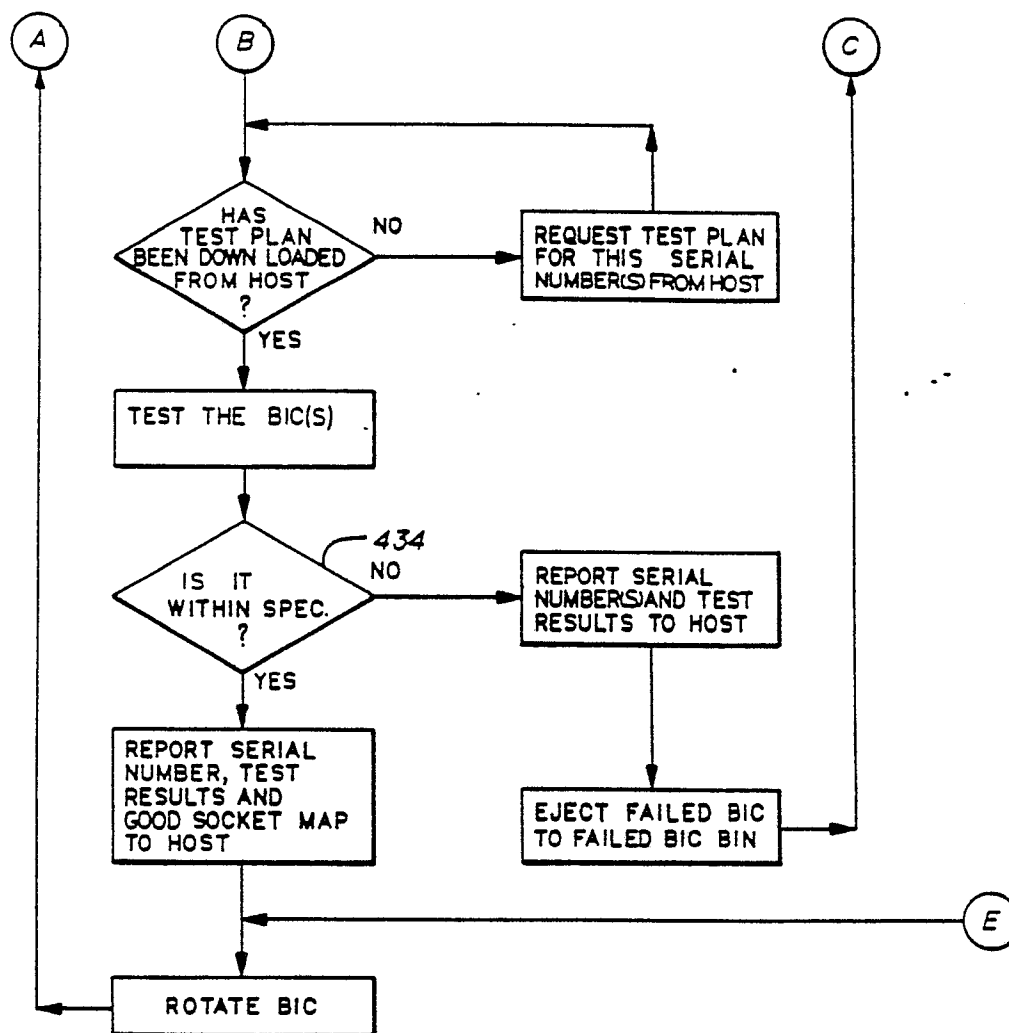 A
B
C
HAS
TEST PLAN
BEEN DOWN LOADED
FROM HOST
?
NO
REQUEST TEST PLAN
FOR THIS SERIAL
NUMBER(S) FROM HOST
YES
TEST THE BIC(S)
434
IS IT
WITHIN SPEC.
?
NO
REPORT SERIAL
NUMBER(S) AND TEST
RESULTS TO HOST
YES
REPORT SERIAL
NUMBER, TEST
RESULTS AND
GOOD SOCKET MAP
TO HOST
EJECT FAILED BIC
TO FAILED BIC BIN
E
ROTATE BIC